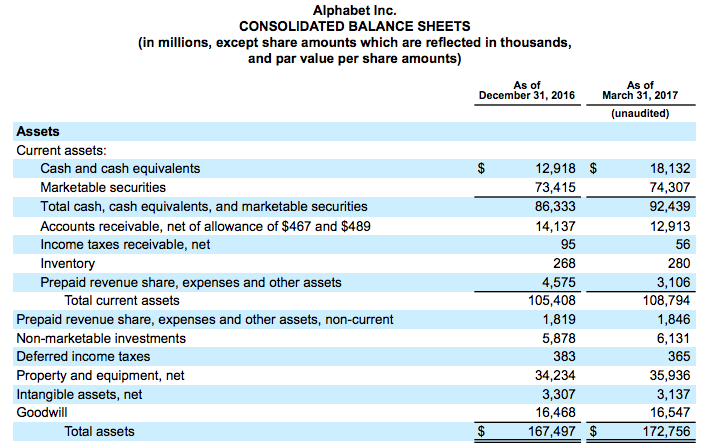 Alphabet Inc.
CONSOLIDATED BALANCE SHEETS
(in millions, except share amounts which are reflected in thousands,
and par value per share amounts)
As of December 31, 2016 As of March 31, 2017
(unaudited)
Assets
Current assets:
Cash and cash equivalents $ 12,918 $ 18,132
Marketable securities 73,415 74,307
Total cash, cash equivalents, and marketable securities 86,333 92,439
Accounts receivable, net of allowance of $467 and $489 14,137 12,913
Income taxes receivable, net 95 56
Inventory 268 280
Prepaid revenue share, expenses and other assets 4,575 3,106
Total current assets 105,408 108,794
Prepaid revenue share, expenses and other assets, non-current 1,819 1,846
Non-marketable investments 5,878 6,131
Deferred income taxes 383 365
Property and equipment, net 34,234 35,936
Intangible assets, net 3,307 3,137
Goodwill 16,468 16,547
Total assets $ 167,497 $ 172,756